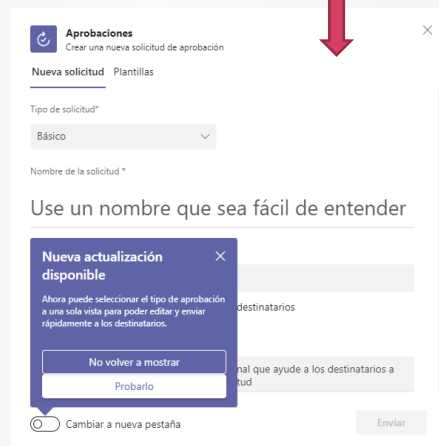 Aprobaciones
Crear una nueva solicitud de aprobación
Nueva solicitud Plantillas
Tipo de solicitud*
Básico
Nombre de la solicitud *
Use un nombre que sea fácil de entender
Nueva actualización
disponible
Ahora puede seleccionar el tipo de aprobación
a una sola vista para poder editar y enviar
rápidamente a los destinatarios.
No volver a mostrar
Probarlo
destinatarios
que ayude a los destinatarios a
Cambiar a nueva pestaña
Enviar